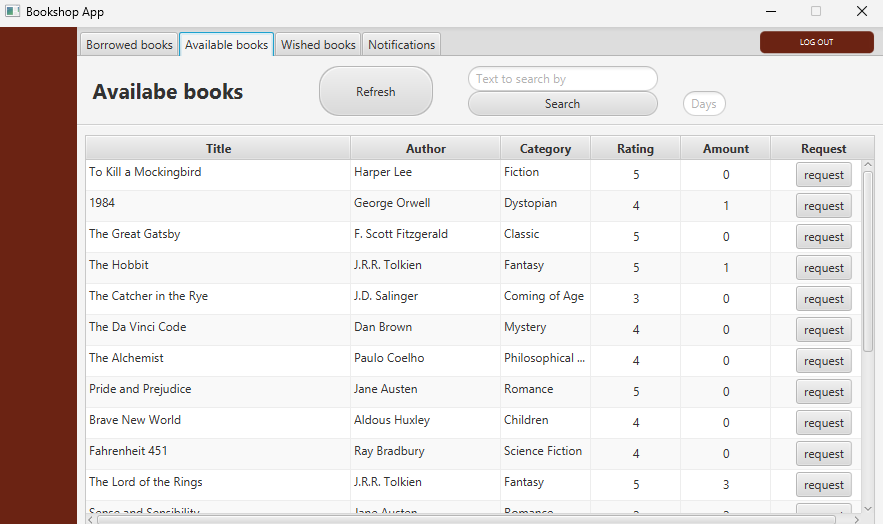 Bookshop App
Borrowed books Available books Wished books Notifications LOG OUT
Availabe books Refresh Text to search by
Search Days
Title Author Category Rating Amount Request
To Kill a Mockingbird Harper Lee Fiction 5 0 request
1984 George Orwell Dystopian 4 1 request
The Great Gatsby F. Scott Fitzgerald Classic 5 0 request
The Hobbit J.R.R. Tolkien Fantasy 5 1 request
The Catcher in the Rye J.D. Salinger Coming of Age 3 0 request
The Da Vinci Code Dan Brown Mystery 4 0 request
The Alchemist Paulo Coelho Philosophical ... 4 0 request
Pride and Prejudice Jane Austen Romance 5 0 request
Brave New World Aldous Huxley Children 4 0 request
Fahrenheit 451 Ray Bradbury Science Fiction 4 0 request
The Lord of the Rings J.R.R. Tolkien Fantasy 5 3 request
Sense and Sensibility Jane Austen Romance